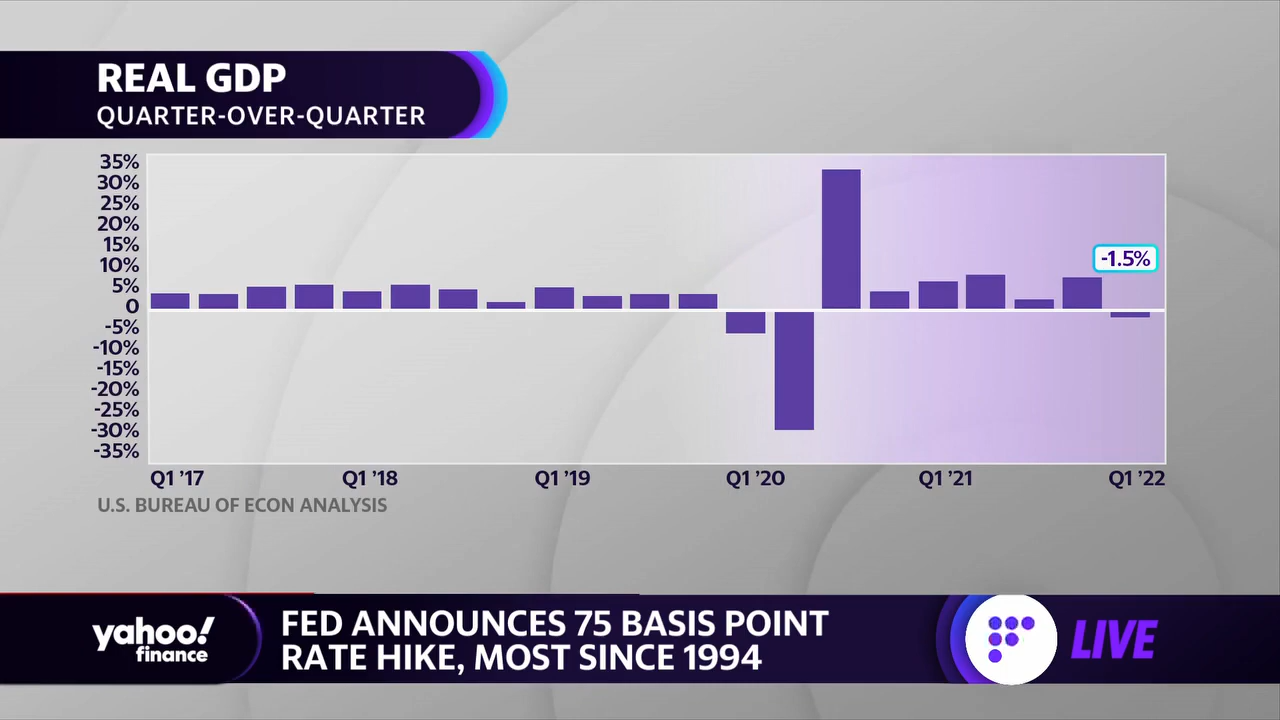 REAL GDP
QUARTER-OVER-QUARTER
35%
30%
25%
20%
15%
10%
5%
0
-5%
-10%
-15%
-20%
-25%
-30%
-35%
-1.5%
Q1 ’17 Q1 ’18 Q1 ’19 Q1 ’20 Q1 ’21 Q1 ’22
U.S. BUREAU OF ECON ANALYSIS
yahoo!
finance
FED ANNOUNCES 75 BASIS POINT
RATE HIKE, MOST SINCE 1994
LIVE